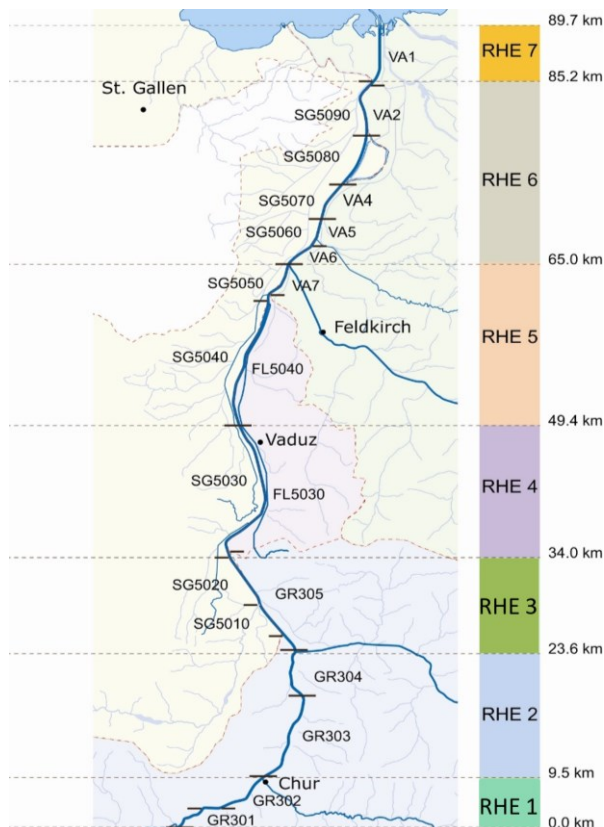 89.7 km
VA1
RHE 7
85.2 km
St. Gallen
SG5090
VA2
SG5080
RHE 6
SG5070
VA4
SG5060
VA5
VA6
65.0 km
SG5050
VA7
Feldkirch
RHE 5
SG5040
FL5040
49.4 km
Vaduz
SG5030
RHE 4
FL5030
34.0 km
SG5020
GR305
RHE 3
SG5010
23.6 km
GR304
RHE 2
GR303
9.5 km
Chur
GR302
RHE 1
GR301
0.0 km